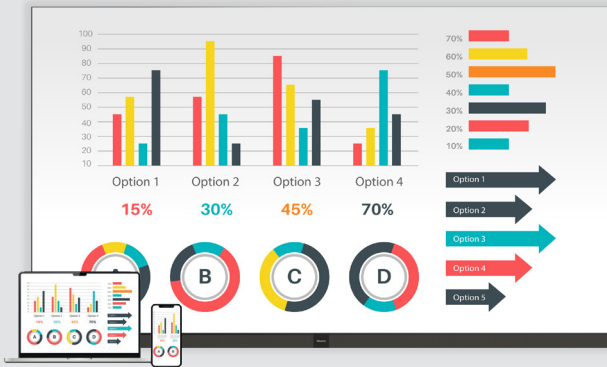 100
90
80
70
60
50
40
30
20
10
Option 1
Option 2
Option 3
Option 4
15%
30%
45%
70%
B
C
D
70%
60%
50%
40%
30%
20%
10%
Option 1
Option 2
Option 3
Option 4
Option 5
A
B
C
D
A
B